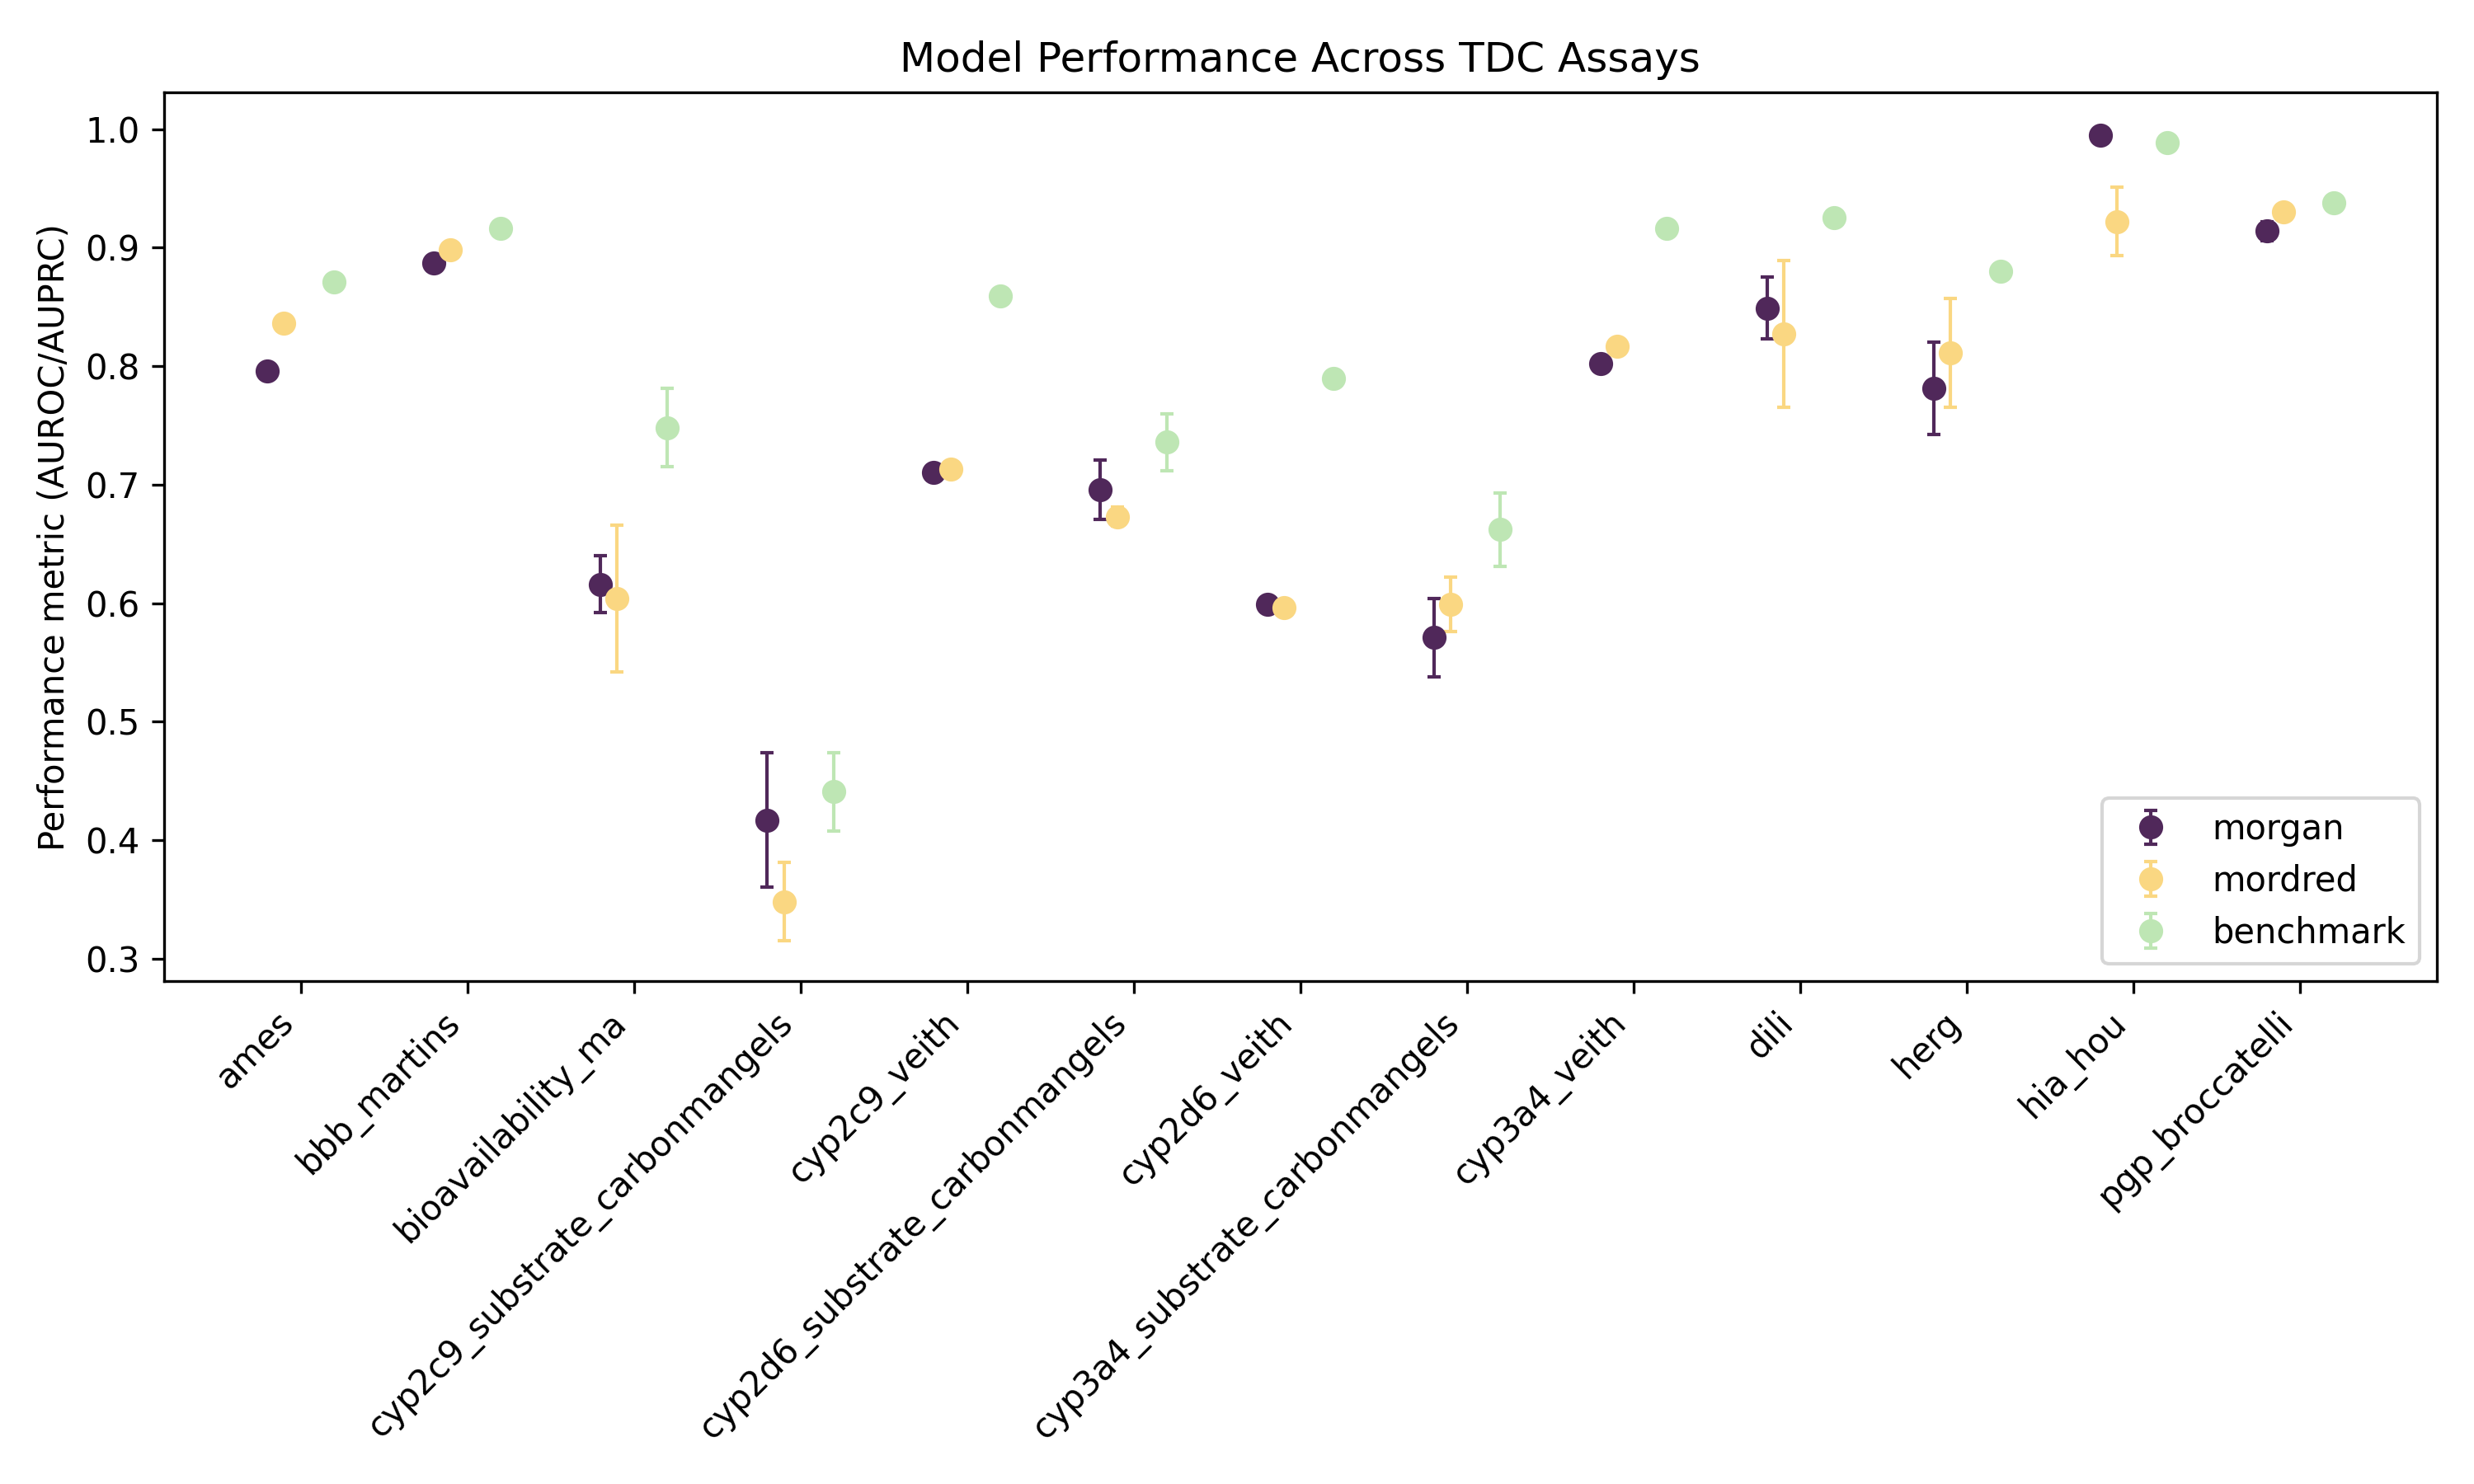 Model Performance Across TDC Assays
Performance metric (AUROC/AUPRC)
1.0
0.9
0.8
0.7
0.6
0.5
0.4
0.3
morgan
mordred
benchmark
ames
bbb_martins
bioavailability_ma
cyp2c9_substrate_carbonmangels
cyp2c9_veith
cyp2d6_substrate_carbonmangels
cyp2d6_veith
cyp3a4_substrate_carbonmangels
cyp3a4_veith
dili
herg
hia_hou
pgp_broccatelli